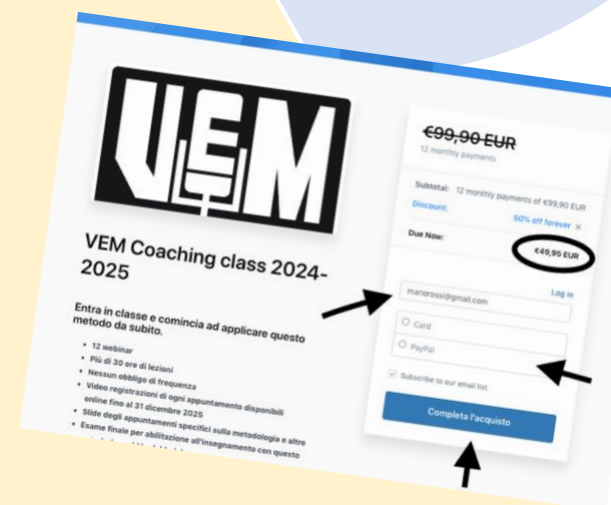 VEM
VEM Coaching class 2024-
2025
Entra in classe e comincia ad applicare questo
metodo da subito.
• 12 webinar
• Più di 30 ore di lezioni
• Nessun obbligo di frequenza
• Video registrazioni di ogni appuntamento disponibili
online fino al 31 dicembre 2025
• Slide degli appuntamenti specifici sulla metodologia e altre
• Esame finale per abilitazione all'insegnamento con questo
€99,90 EUR
12 monthly payments
Subtotal: 12 monthly payments of €99,90 EUR
Discount: 50% off forever ×
Due Now: €49,95 EUR
Log in
mariorossi@gmail.com
Card
PayPal
Subscribe to our email list.
Completa l'acquisto